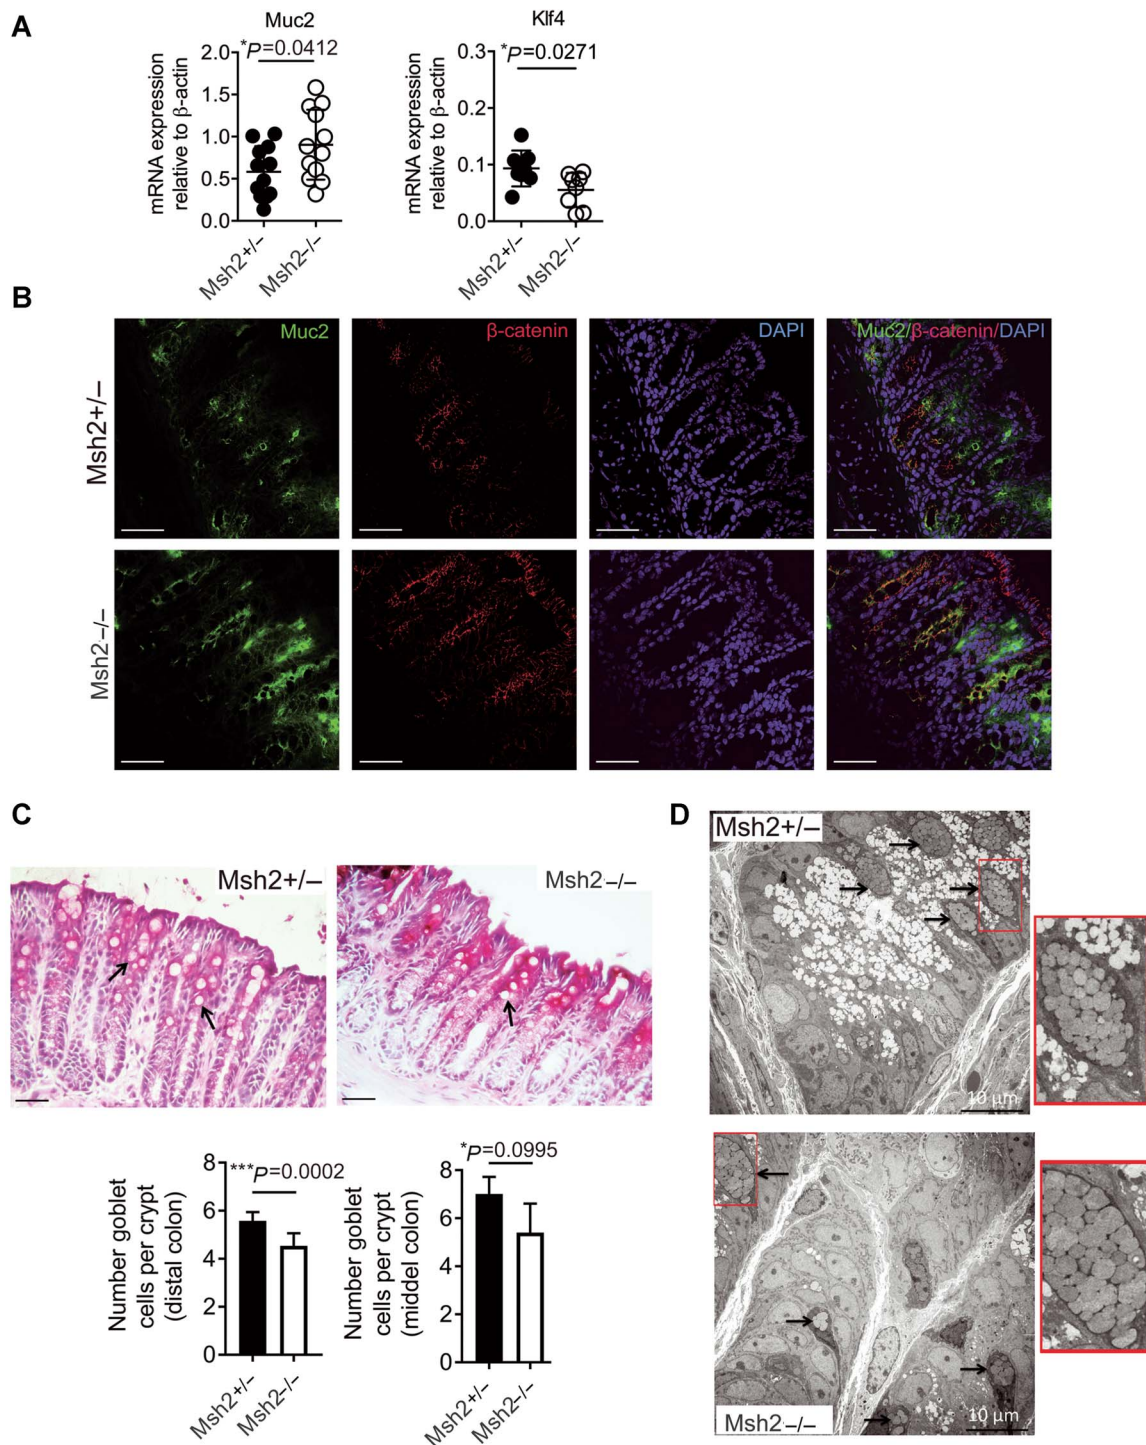 A
Muc2
*P=0.0412
mRNA expression
relative to β-actin
2.0
1.5
1.0
0.5
0.0
Msh2+/–
Msh2–/–
Klf4
*P=0.0271
mRNA expression
relative to β-actin
0.3
0.2
0.1
0.0
Msh2+/–
Msh2–/–
B
Muc2
β-catenin
DAPI
Muc2/β-catenin/DAPI
Msh2+/–
Msh2-–/–
C
Msh2+/–
Msh2-–/–
***P=0.0002
Number goblet
cells per crypt
(distal colon)
8
6
4
2
0
Msh2+/–
Msh2–/–
*P=0.0995
Number goblet
cells per crypt
(middel colon)
8
6
4
2
0
Msh2+/–
Msh2–/–
D
Msh2+/–
10 µm
Msh2-–/–
10 µm